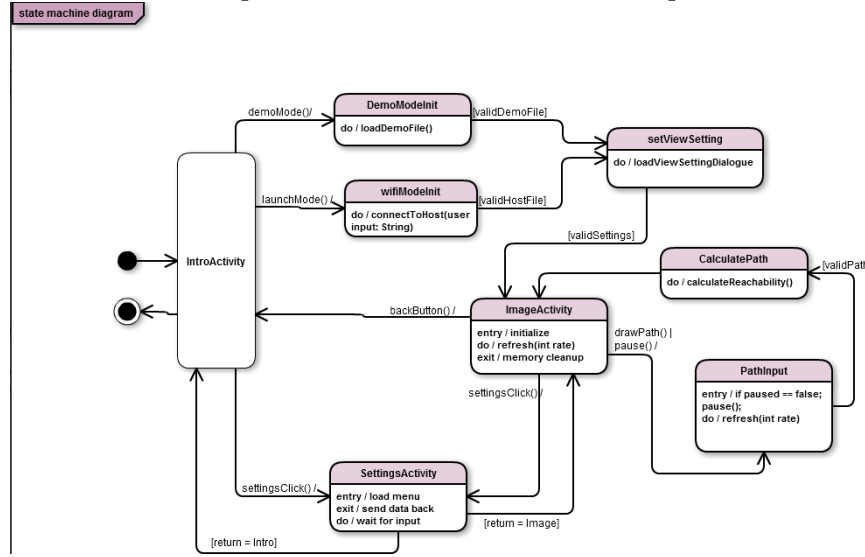 state machine diagram
DemoModeInit
do / loadDemoFile()
demoMode()/
[validDemoFile]
setViewSetting
do / loadViewSettingDialogue
wifiModeInit
do / connectToHost(user
input: String)
launchMode() /
[validHostFile]
IntroActivity
[validSettings]
CalculatePath
do / calculateReachability()
[validPath
backButton() /
ImageActivity
entry / initialize
do / refresh(int rate)
exit / memory cleanup
drawPath() |
pause() /
PathInput
entry / if paused == false;
pause();
do / refresh(int rate)
settingsClick() /
SettingsActivity
entry / load menu
exit / send data back
do / wait for input
settingsClick() /
[return = Image]
[return = Intro]